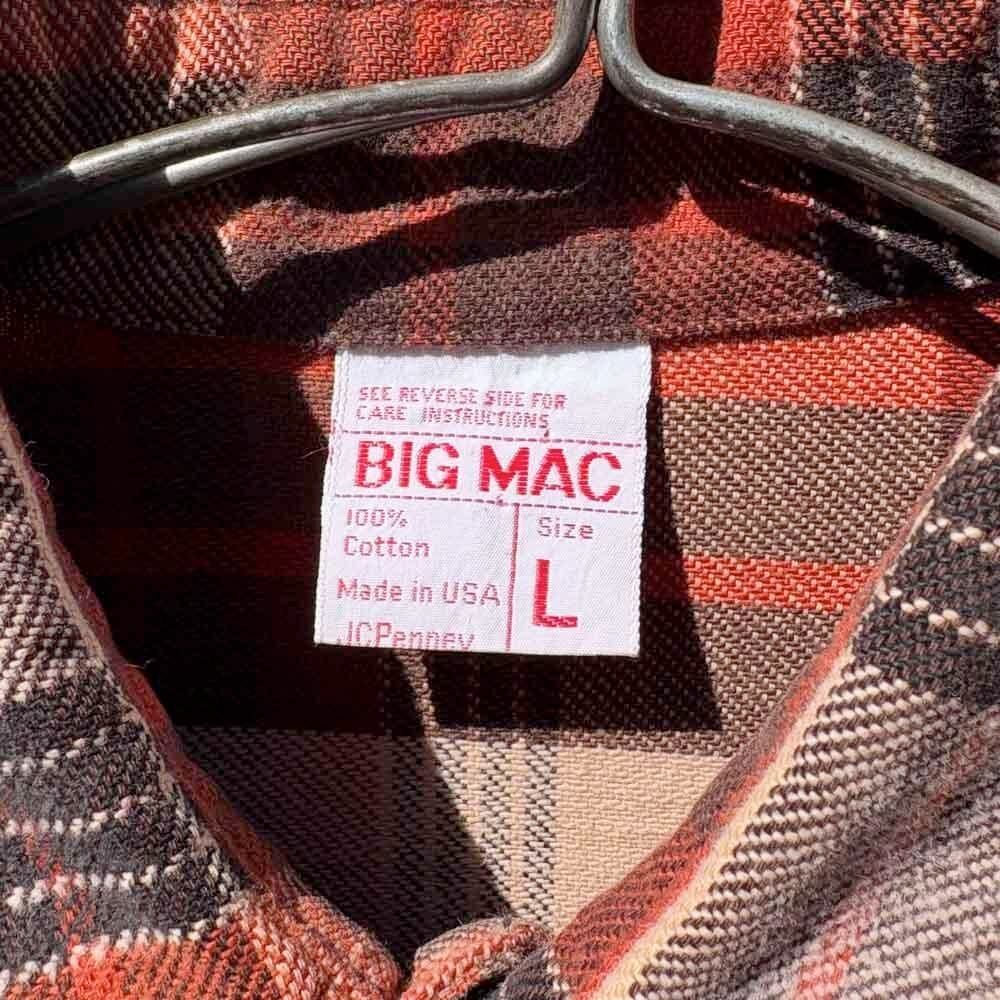 SEE REVERSE SIDE FOR
CARE INSTRUCTIONS
BIG MAC
100%
Cotton
Made in USA
JCPenney
Size
L